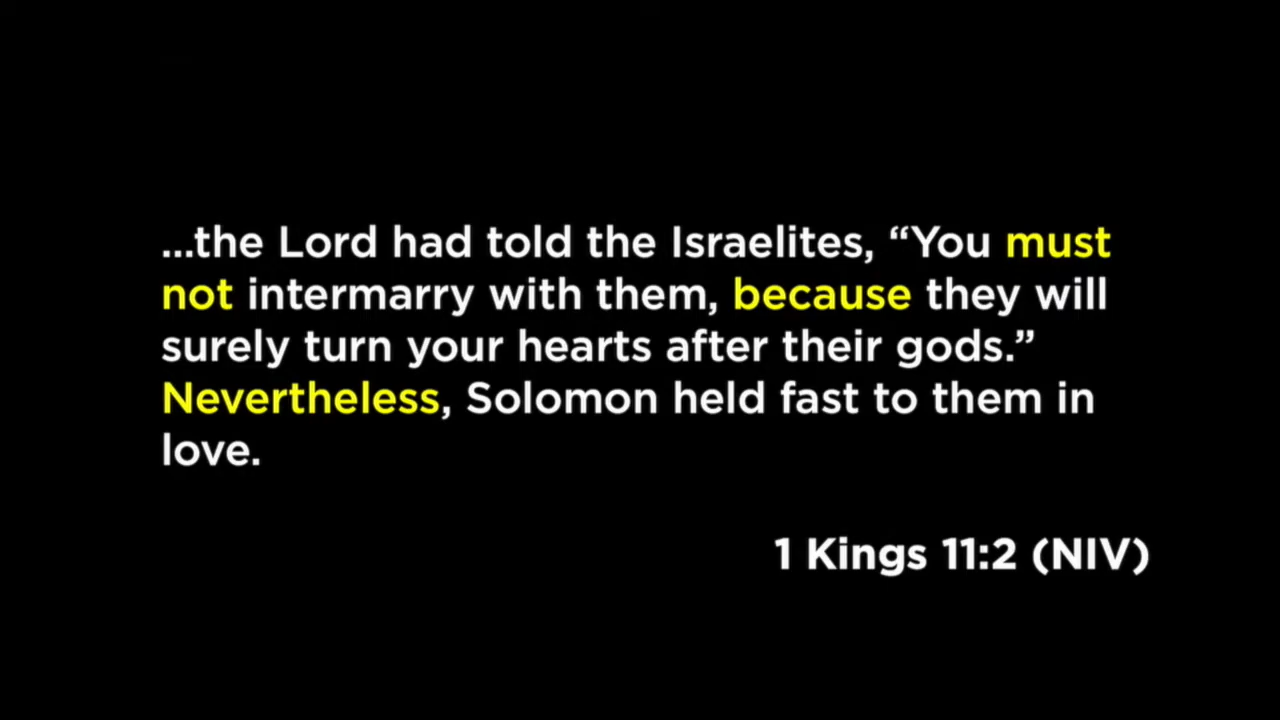 ...the Lord had told the Israelites, “You must
not intermarry with them, because they will
surely turn your hearts after their gods.”
Nevertheless, Solomon held fast to them in
love.
1 Kings 11:2 (NIV)